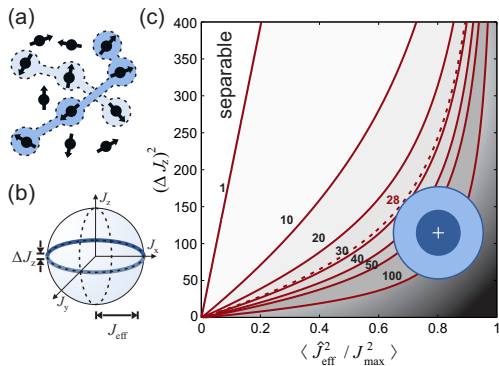 (a)
(b)
J_z
J_x
J_y
ΔJ_z
J_eff
(c)
(Δ J_z)^2
400
350
300
250
200
150
100
50
0
separable
1
10
20
30
28
40
50
100
0
0.2
0.4
0.6
0.8
1
⟨ Ĵ_eff^2 / J_max^2 ⟩